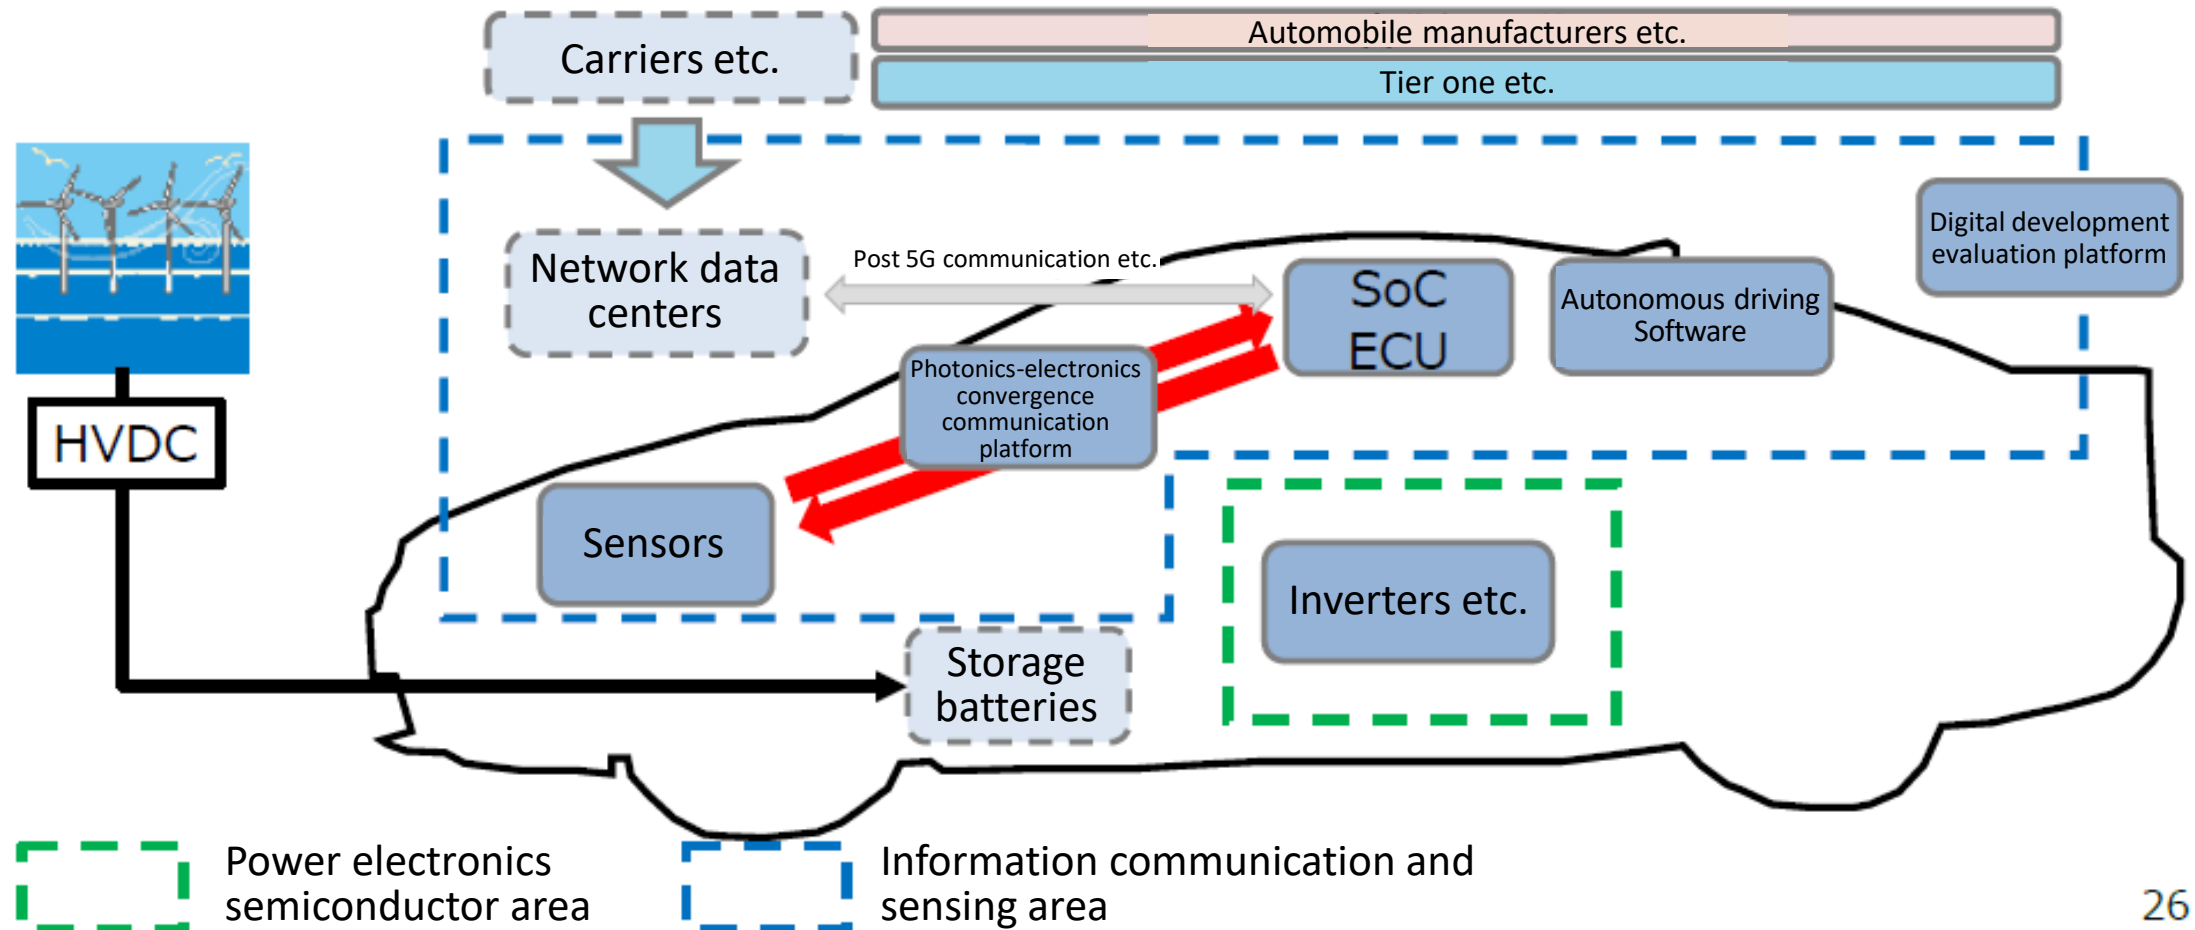 Carriers etc.
Automobile manufacturers etc.
Tier one etc.
Digital development
evaluation platform
Network data
centers
Post 5G communication etc.
SoC
ECU
Autonomous driving
Software
Photonics-electronics
convergence
communication
platform
HVDC
Sensors
Inverters etc.
Storage
batteries
Power electronics
semiconductor area
Information communication and
sensing area
26